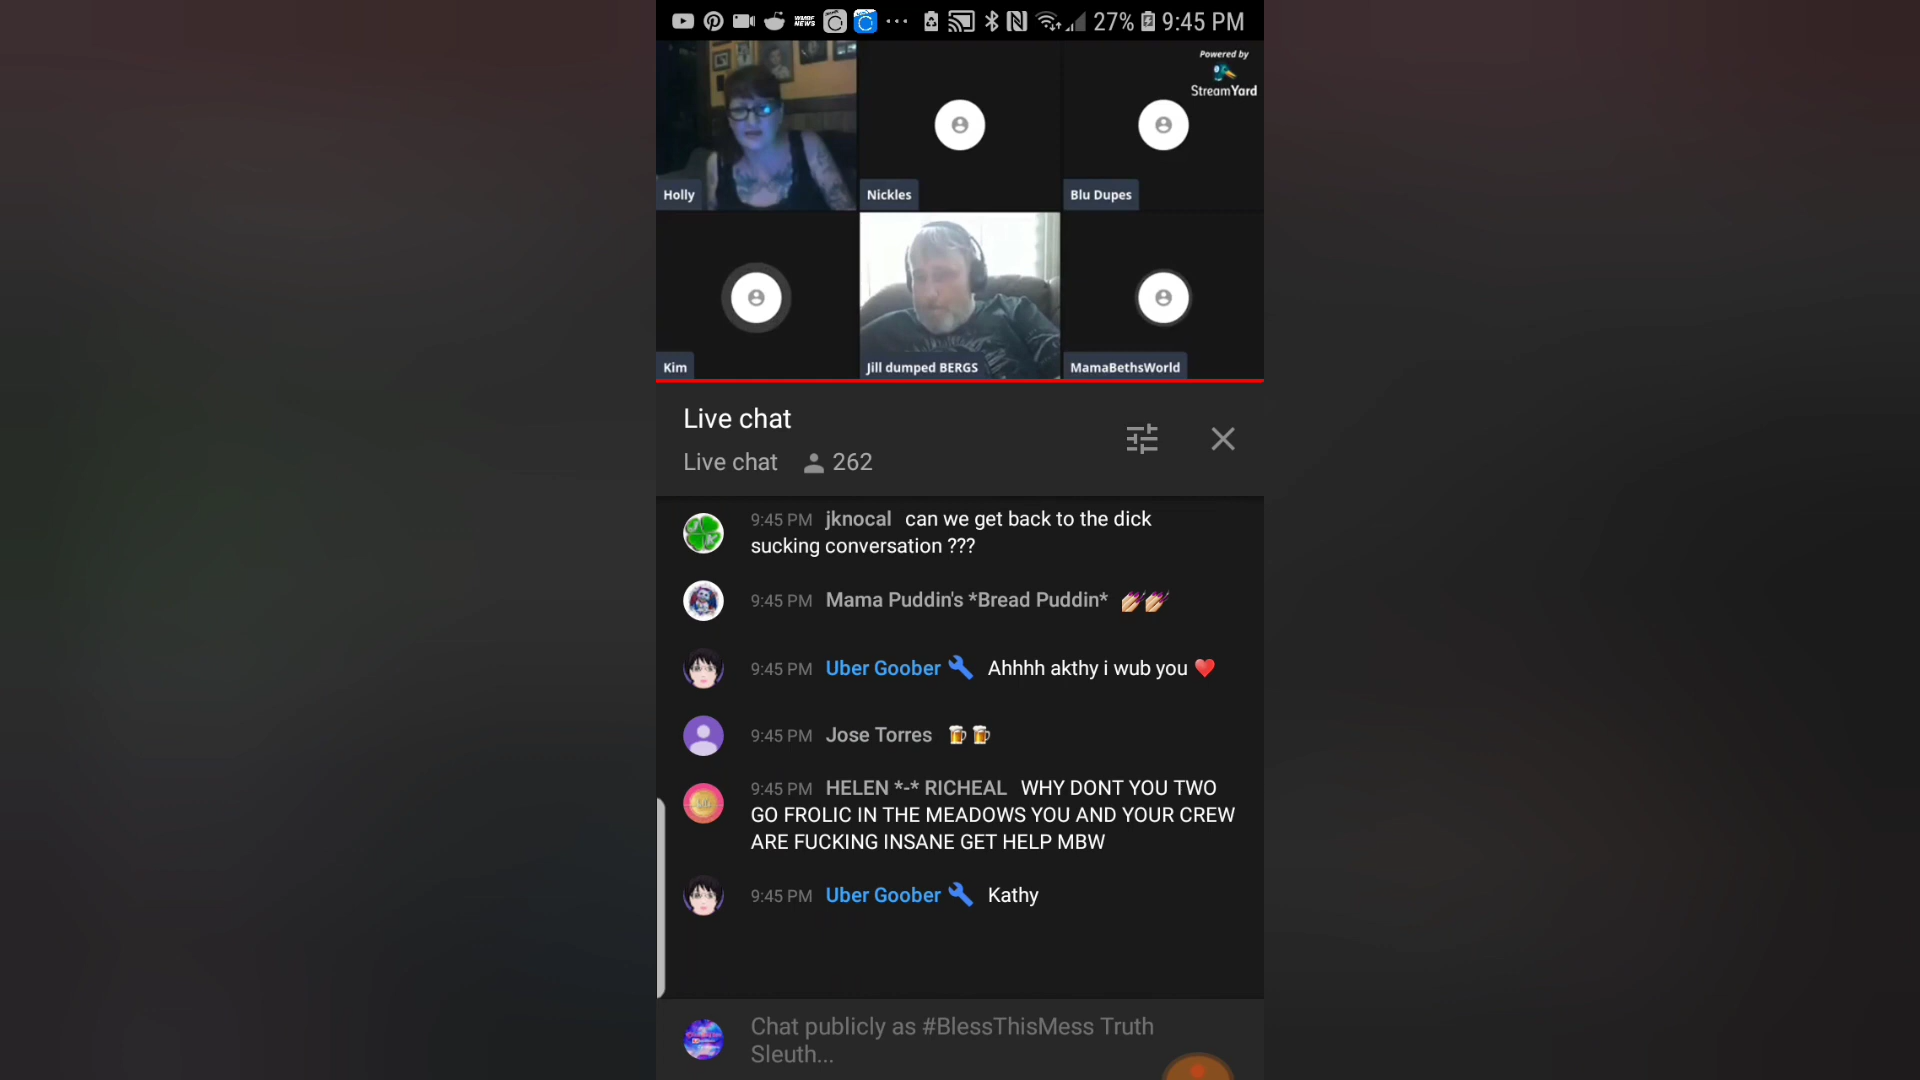 27% 9:45 PM
Powered by
StreamYard
Holly
Nickles
Blu Dupes
Kim
Jill dumped BERGS
MamaBethsWorld
Live chat
Live chat 262
9:45 PM jknocal can we get back to the dick
sucking conversation ???
9:45 PM Mama Puddin's *Bread Puddin* 💅🏼💅🏼
9:45 PM Uber Goober 🔧 Ahhhh akthy i wub you ❤️
9:45 PM Jose Torres 🍻🍻
9:45 PM HELEN *-* RICHEAL WHY DONT YOU TWO
GO FROLIC IN THE MEADOWS YOU AND YOUR CREW
ARE FUCKING INSANE GET HELP MBW
9:45 PM Uber Goober 🔧 Kathy
Chat publicly as #BlessThisMess Truth
Sleuth...